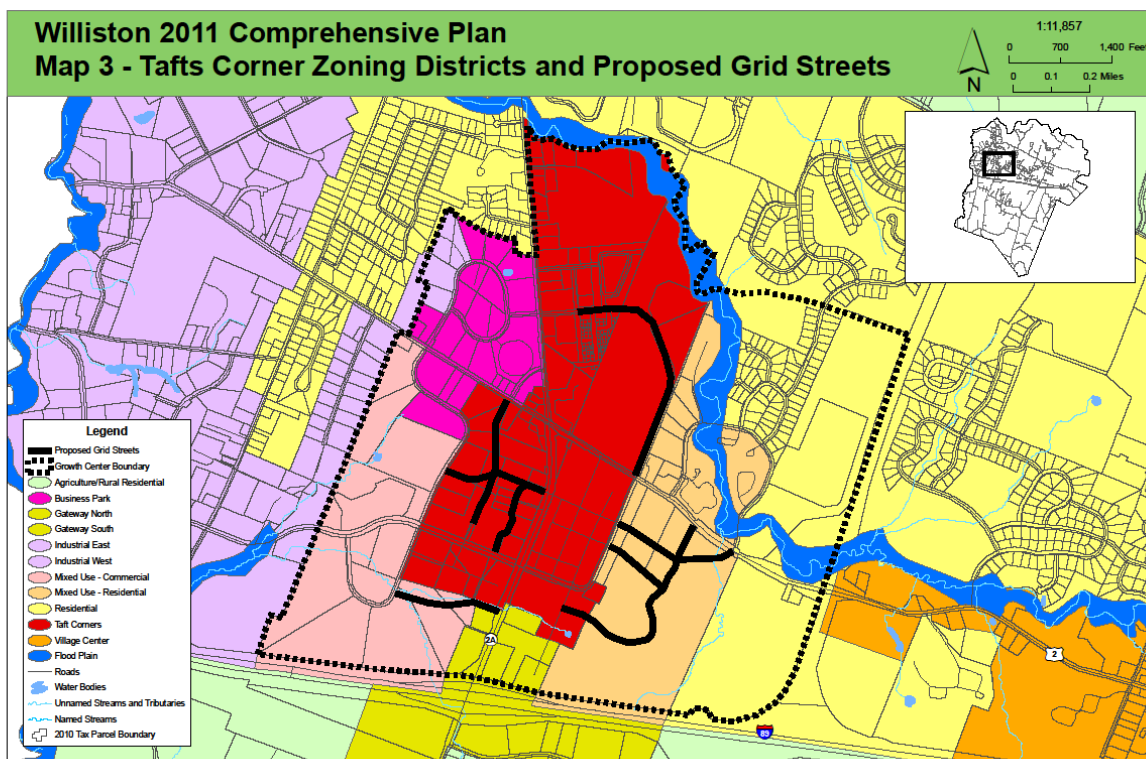 Williston 2011 Comprehensive Plan
Map 3 - Tafts Corner Zoning Districts and Proposed Grid Streets
N
1:11,857
0 700 1,400 Feet
0 0.1 0.2 Miles
Legend
Proposed Grid Streets
Growth Center Boundary
Agriculture/Rural Residential
Business Park
Gateway North
Gateway South
Industrial East
Industrial West
Mixed Use - Commercial
Mixed Use - Residential
Residential
Taft Corners
Village Center
Flood Plain
Roads
Water Bodies
Unnamed Streams and Tributaries
Named Streams
2010 Tax Parcel Boundary
2A
2
89